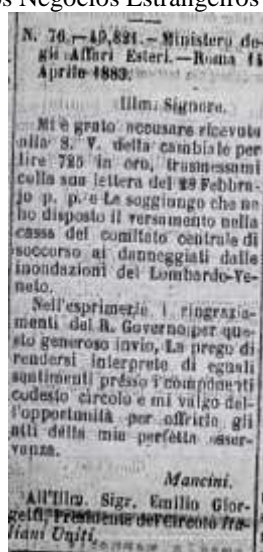 os Negócios Estrangeiros
N. 76.—49,821.—Ministero de-
gli Affari Esteri.—Roma 14
Aprile 1883.
Illm. Signore.
Mi è grato accusare ricevuta
alla S. V. della cambiale per
lire 725 in oro, trasmessami
colla sua lettera del 28 Febbra-
jo p. p. e Le soggiungo che ne
ho disposto il versamento nella
cassa del comitato centrale di
soccorso ai danneggiati dalle
inondazioni del Lombardo-Ve-
neto.
Nell'esprimerle i ringrazia-
menti del R. Governo per que-
sto generoso invio, La prego di
rendersi interprete di eguali
sentimenti presso i componenti
codesto circolo e mi valgo del-
l'opportunità per offrirle gli
atti della mia perfetta osser-
vanza.
Mancini.
All'Illm. Sigr. Emilio Gior-
getti, Presidente del Circolo Ita-
liani Uniti.